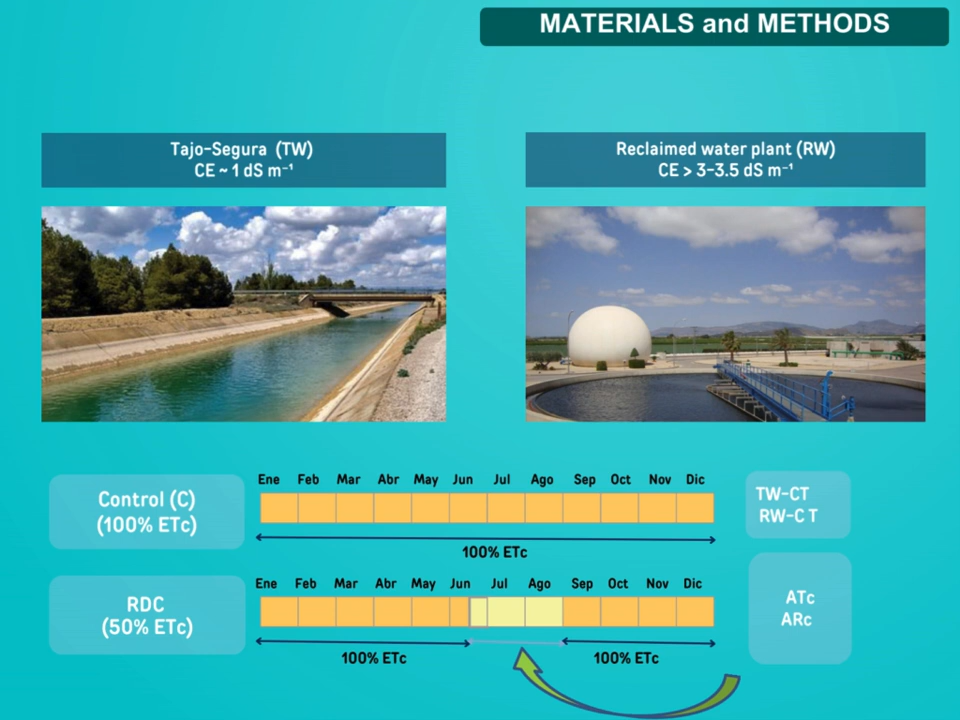 MATERIALS and METHODS
Tajo-Segura (TW)
CE ~ 1 dS m⁻¹
Reclaimed water plant (RW)
CE > 3-3.5 dS m⁻¹
Control (C)
(100% ETc)
Ene Feb Mar Abr May Jun Jul Ago Sep Oct Nov Dic
100% ETc
TW-CT
RW-C T
RDC
(50% ETc)
Ene Feb Mar Abr May Jun Jul Ago Sep Oct Nov Dic
100% ETc
100% ETc
ATc
ARc